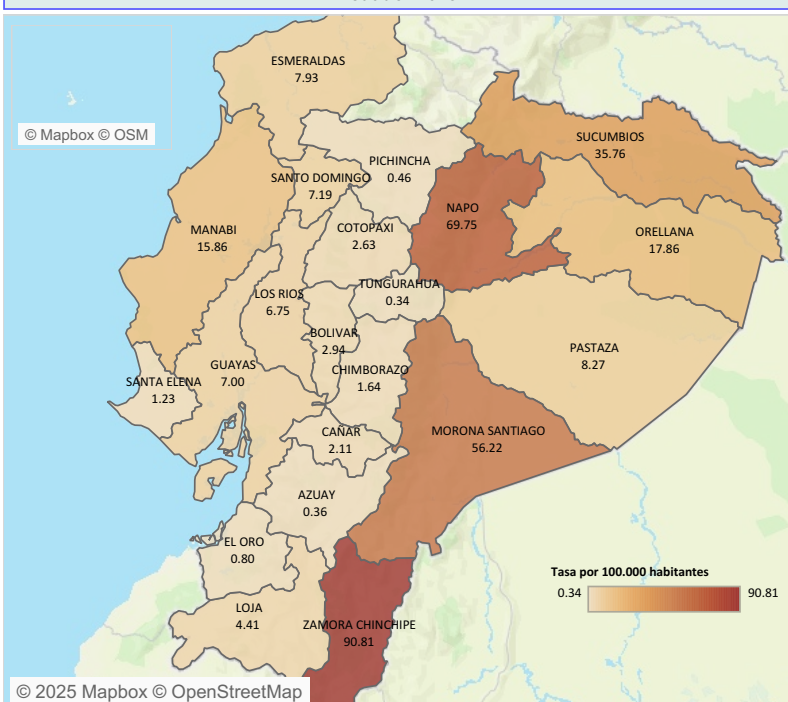 ESMERALDAS
7.93
© Mapbox © OSM
SUCUMBIOS
35.76
PICHINCHA
0.46
SANTO DOMINGO
7.19
NAPO
69.75
MANABI
15.86
COTOPAXI
2.63
ORELLANA
17.86
TUNGURAHUA
0.34
LOS RIOS
6.75
BOLIVAR
2.94
PASTAZA
8.27
GUAYAS
7.00
CHIMBORAZO
1.64
SANTA ELENA
1.23
CAÑAR
2.11
MORONA SANTIAGO
56.22
AZUAY
0.36
EL ORO
0.80
Tasa por 100.000 habitantes
0.34 90.81
LOJA
4.41
ZAMORA CHINCHIPE
90.81
© 2025 Mapbox © OpenStreetMap